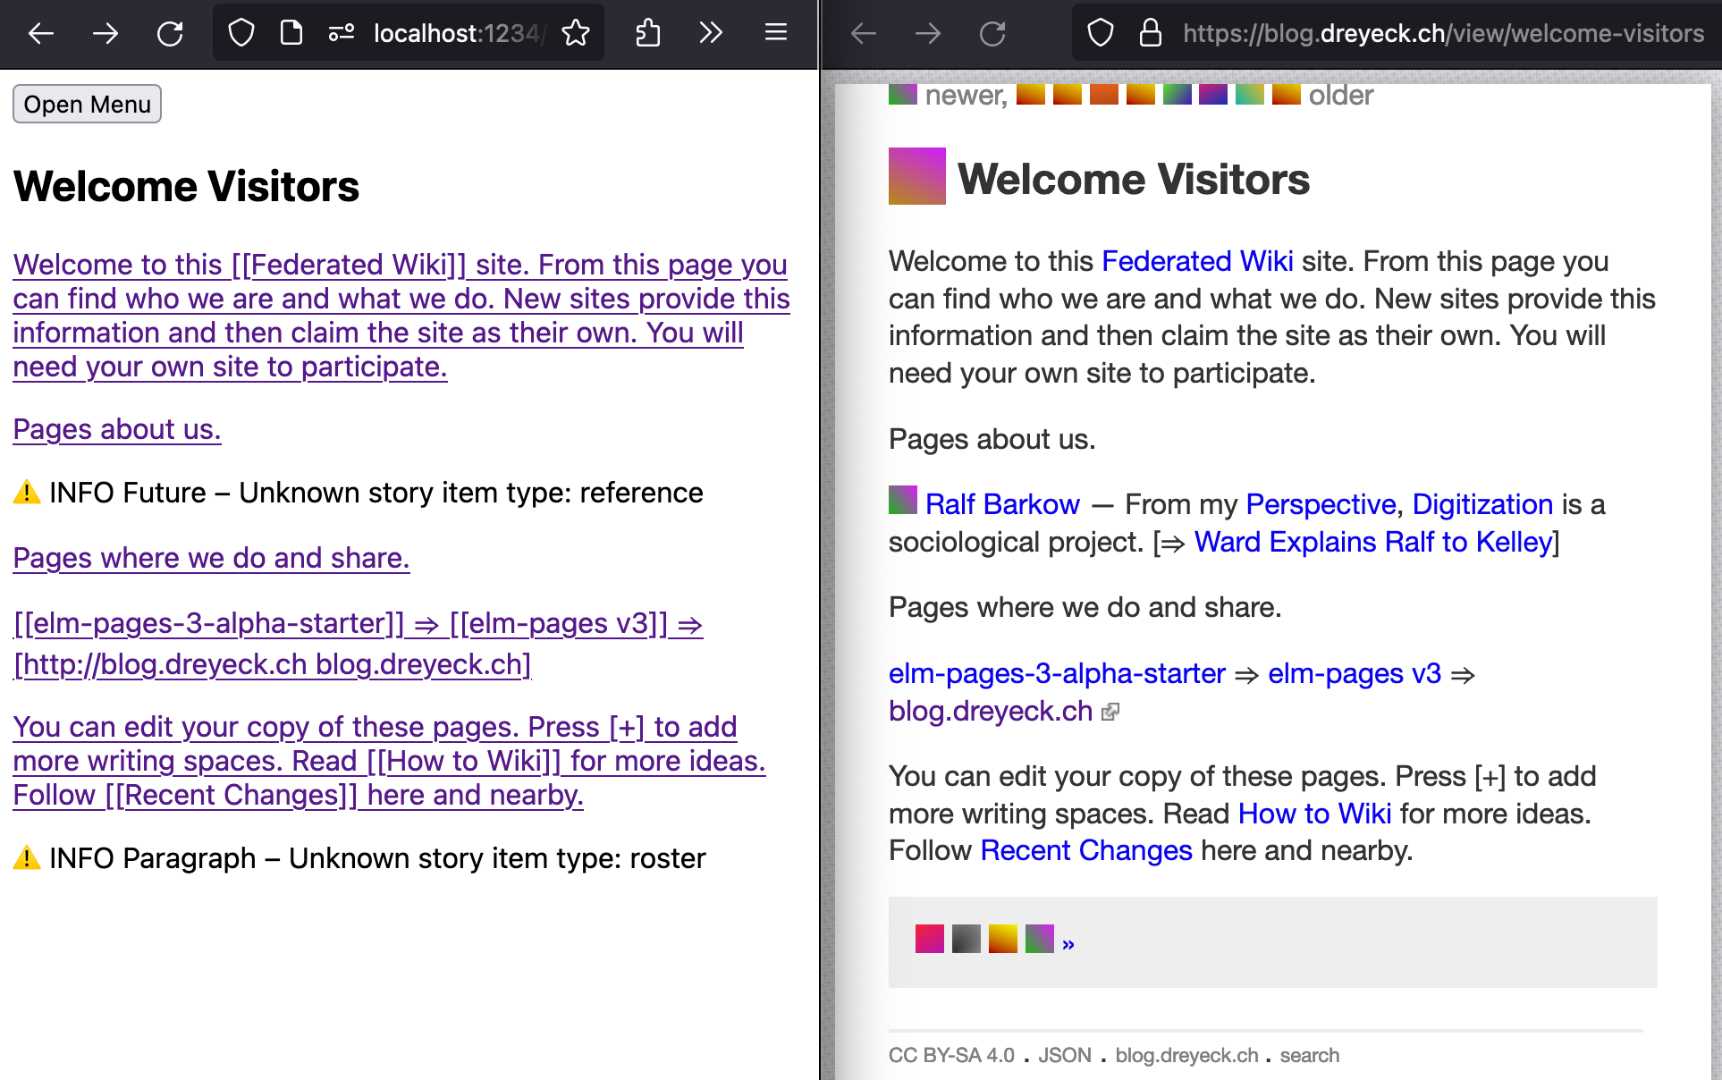 localhost:1234/
Open Menu
Welcome Visitors
Welcome to this [[Federated Wiki]] site. From this page you
can find who we are and what we do. New sites provide this
information and then claim the site as their own. You will
need your own site to participate.
Pages about us.
⚠️ INFO Future – Unknown story item type: reference
Pages where we do and share.
[[elm-pages-3-alpha-starter]] ⇒ [[elm-pages v3]] ⇒
[http://blog.dreyeck.ch blog.dreyeck.ch]
You can edit your copy of these pages. Press [+] to add
more writing spaces. Read [[How to Wiki]] for more ideas.
Follow [[Recent Changes]] here and nearby.
⚠️ INFO Paragraph – Unknown story item type: roster
https://blog.dreyeck.ch/view/welcome-visitors
newer, older
Welcome Visitors
Welcome to this Federated Wiki site. From this page you
can find who we are and what we do. New sites provide this
information and then claim the site as their own. You will
need your own site to participate.
Pages about us.
Ralf Barkow — From my Perspective, Digitization is a
sociological project. [⇒ Ward Explains Ralf to Kelley]
Pages where we do and share.
elm-pages-3-alpha-starter ⇒ elm-pages v3 ⇒
blog.dreyeck.ch
You can edit your copy of these pages. Press [+] to add
more writing spaces. Read How to Wiki for more ideas.
Follow Recent Changes here and nearby.
»
CC BY-SA 4.0 . JSON . blog.dreyeck.ch . search